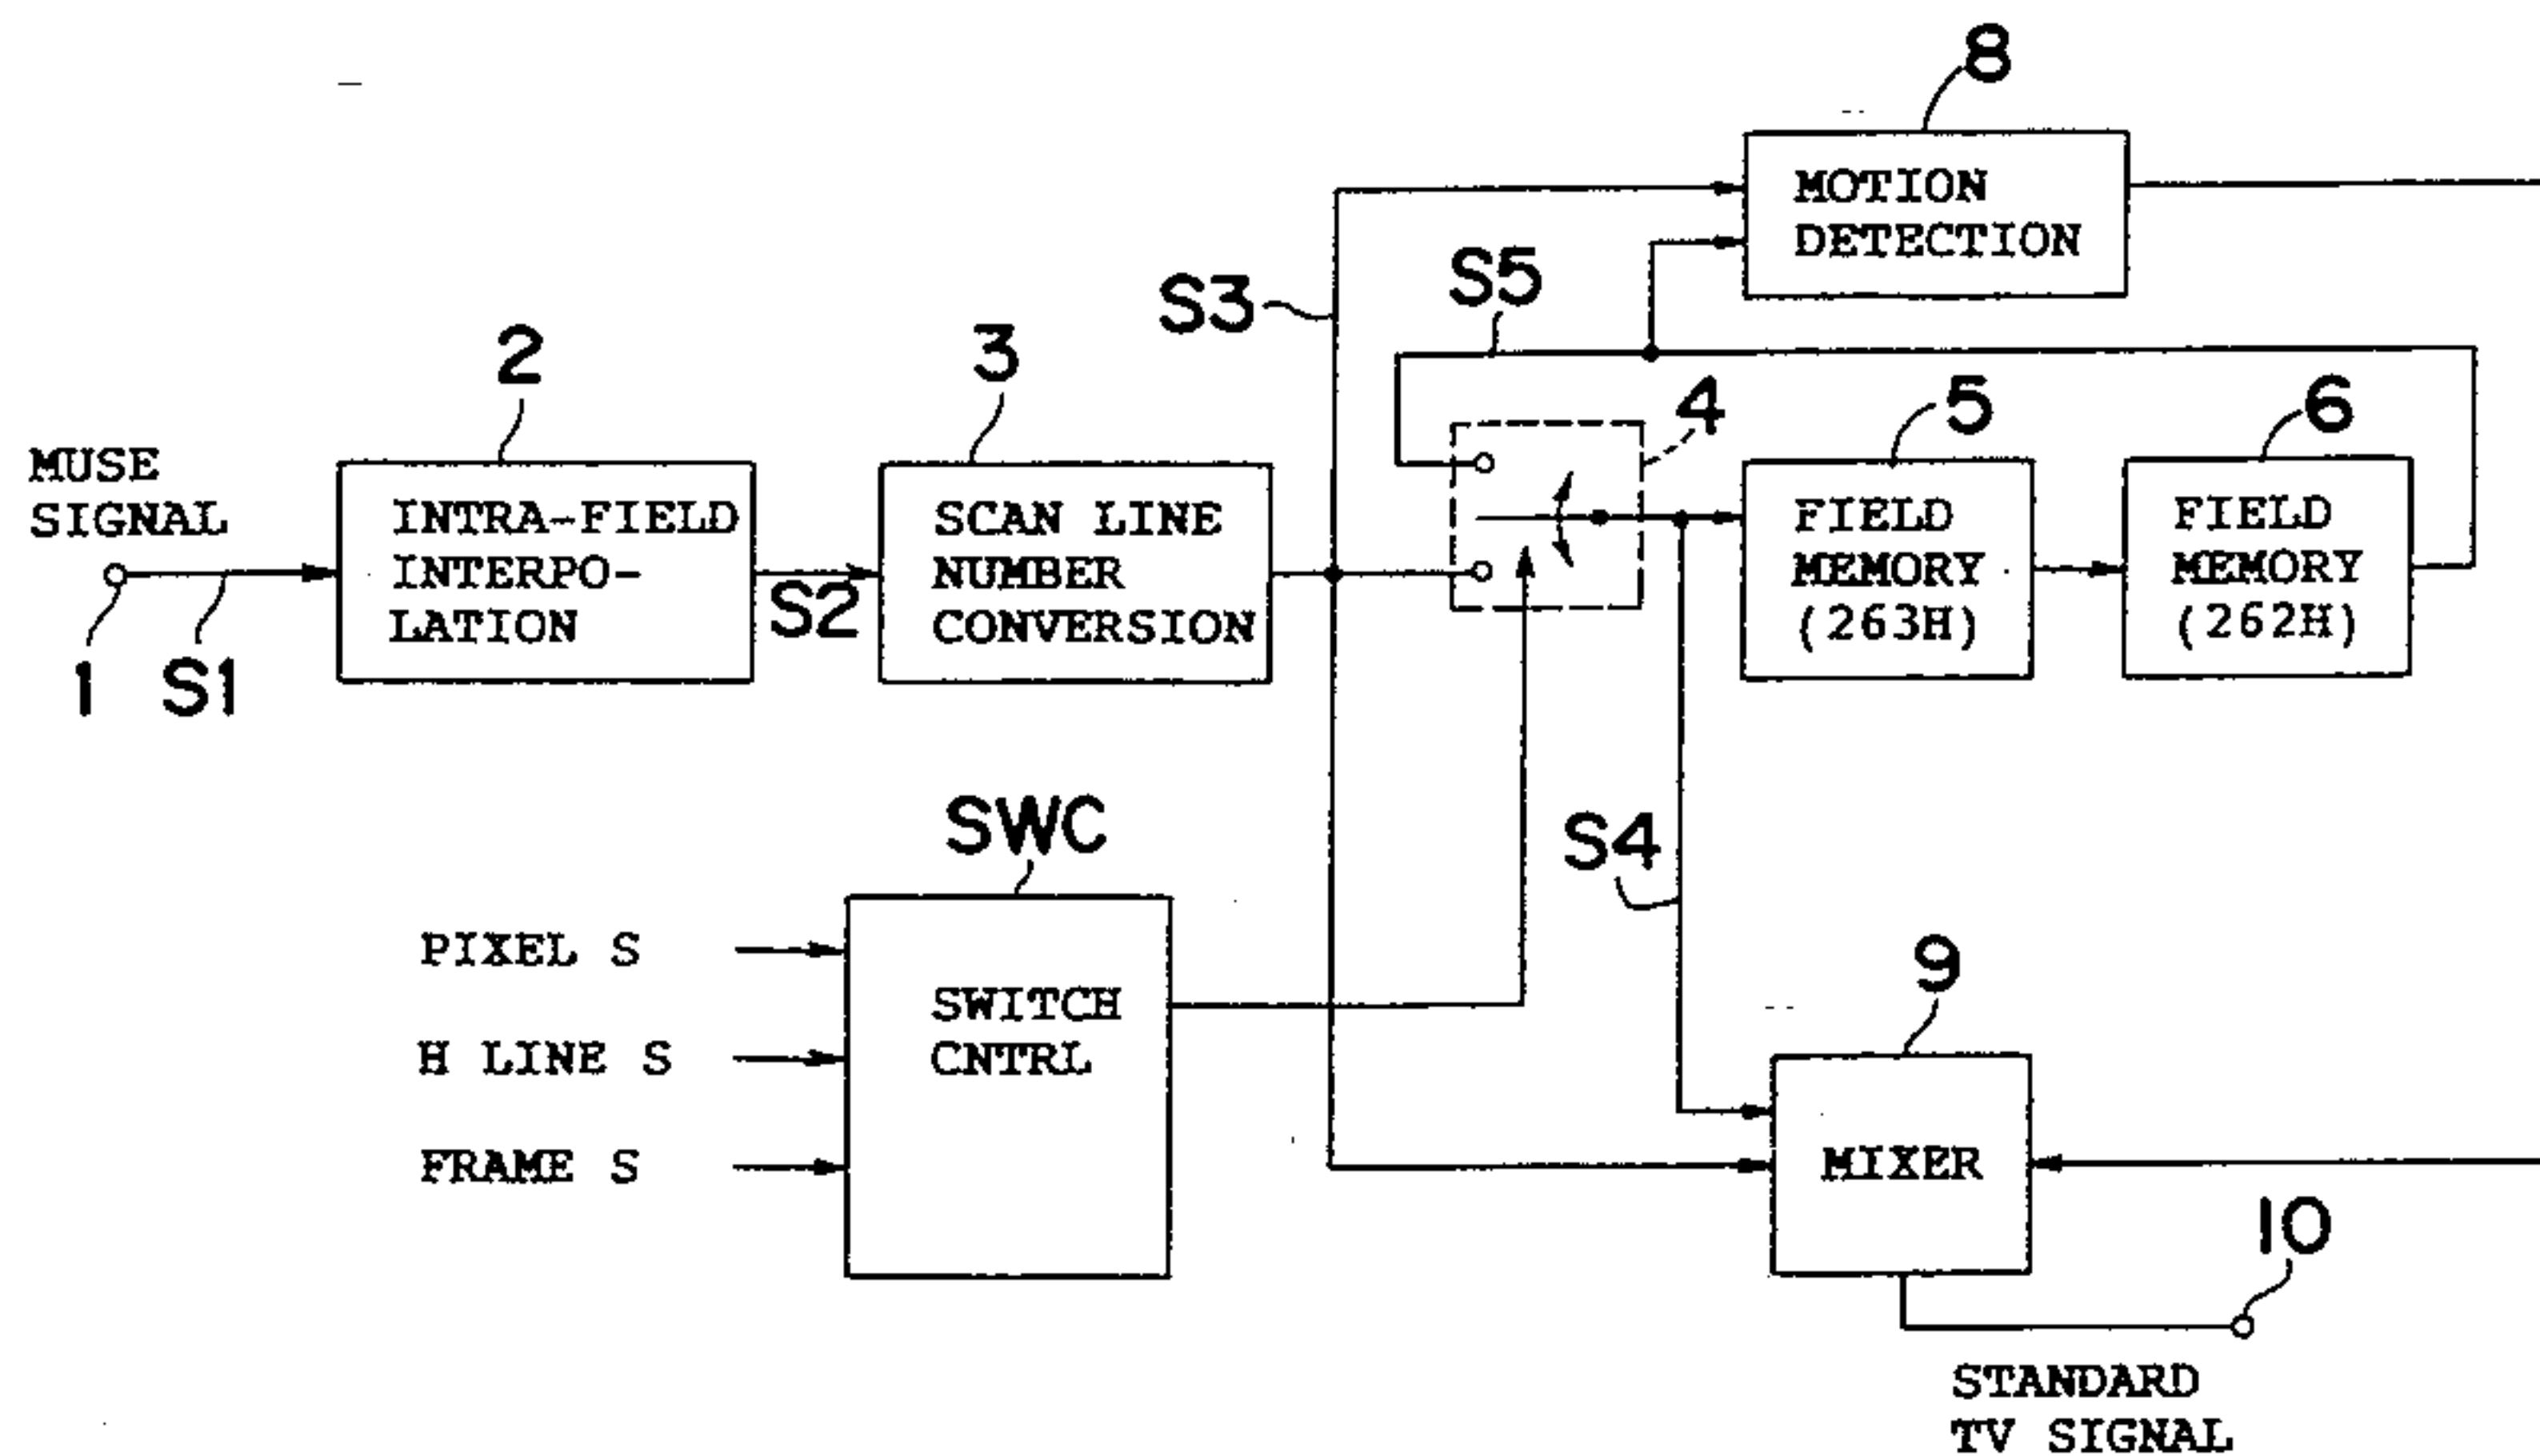 8
MOTION
DETECTION
S5
S3
2
3
4
5
6
MUSE
SIGNAL
INTRA-FIELD
INTERPO-
LATION
SCAN LINE
NUMBER
CONVERSION
FIELD
MEMORY
(263H)
FIELD
MEMORY
(262H)
1
S1
S2
SWC
S4
PIXEL S
H LINE S
FRAME S
SWITCH
CNTRL
9
MIXER
10
STANDARD
TV SIGNAL